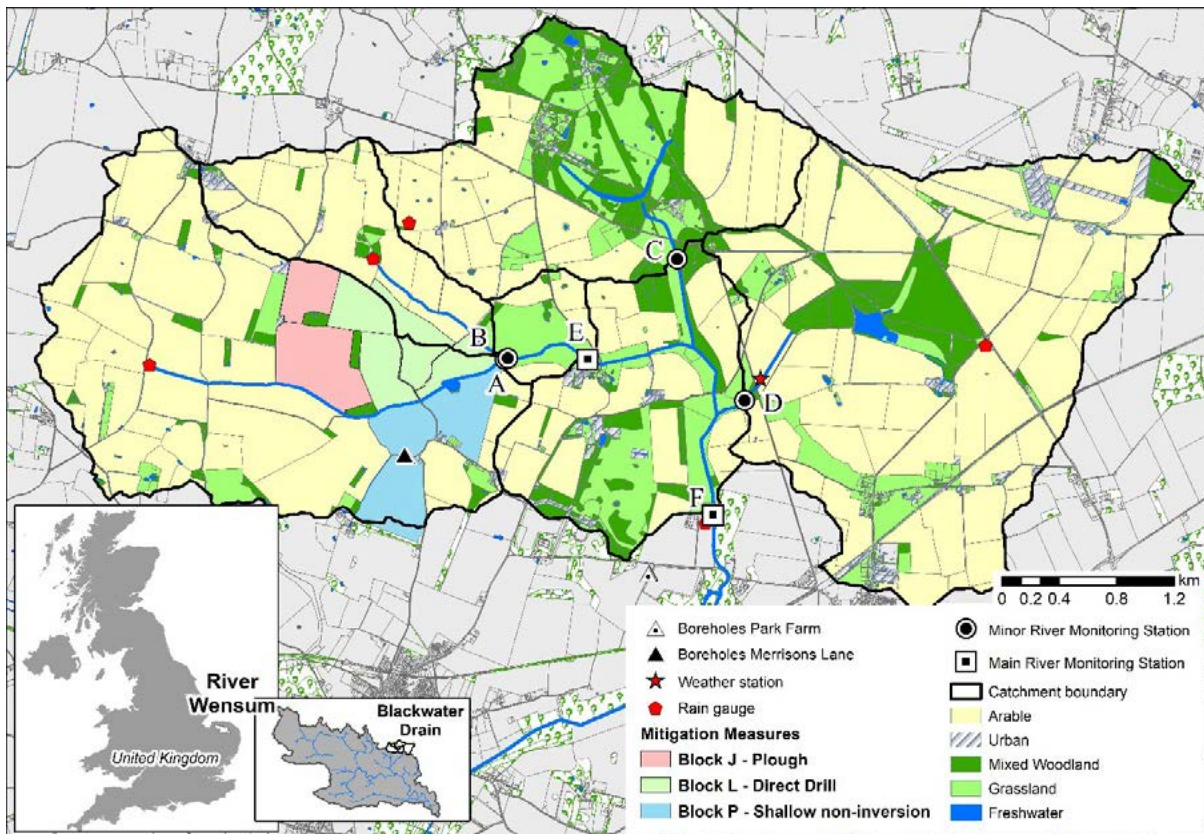 C
B
E
A
D
F
km
0 0.2 0.4 0.8 1.2
River
Wensum
United Kingdom
Blackwater
Drain
Boreholes Park Farm
Boreholes Merrisons Lane
Weather station
Rain gauge
Mitigation Measures
Block J - Plough
Block L - Direct Drill
Block P - Shallow non-inversion
Minor River Monitoring Station
Main River Monitoring Station
Catchment boundary
Arable
Urban
Mixed Woodland
Grassland
Freshwater